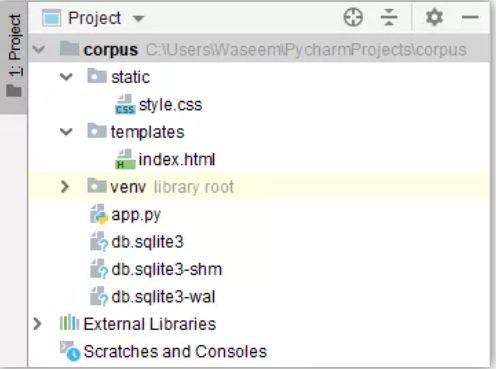 1: Project
Project
corpus C:\Users\Waseem\PycharmProjects\corpus
static
style.css
templates
index.html
venv library root
app.py
db.sqlite3
db.sqlite3-shm
db.sqlite3-wal
External Libraries
Scratches and Consoles